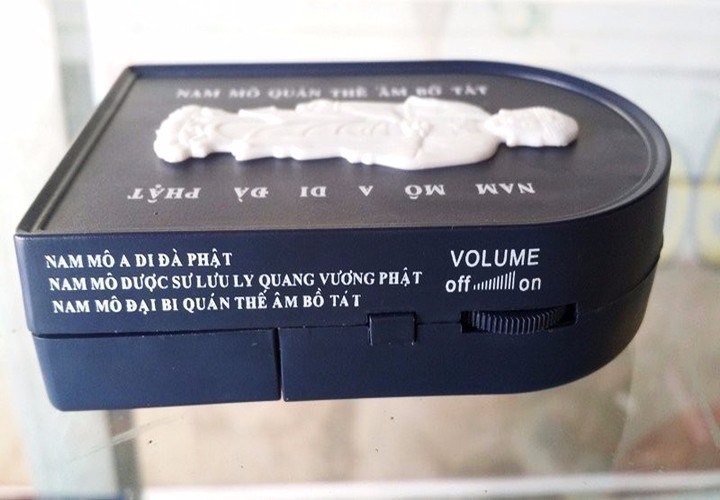 NAM MÔ QUÁN THẾ ÂM BỒ TÁT
NAM MÔ A DI ĐÀ PHẬT
NAM MÔ A DI ĐÀ PHẬT
NAM MÔ DƯỢC SƯ LƯU LY QUANG VƯƠNG PHẬT
NAM MÔ ĐẠI BI QUÁN THẾ ÂM BỒ TÁT
VOLUME
off on